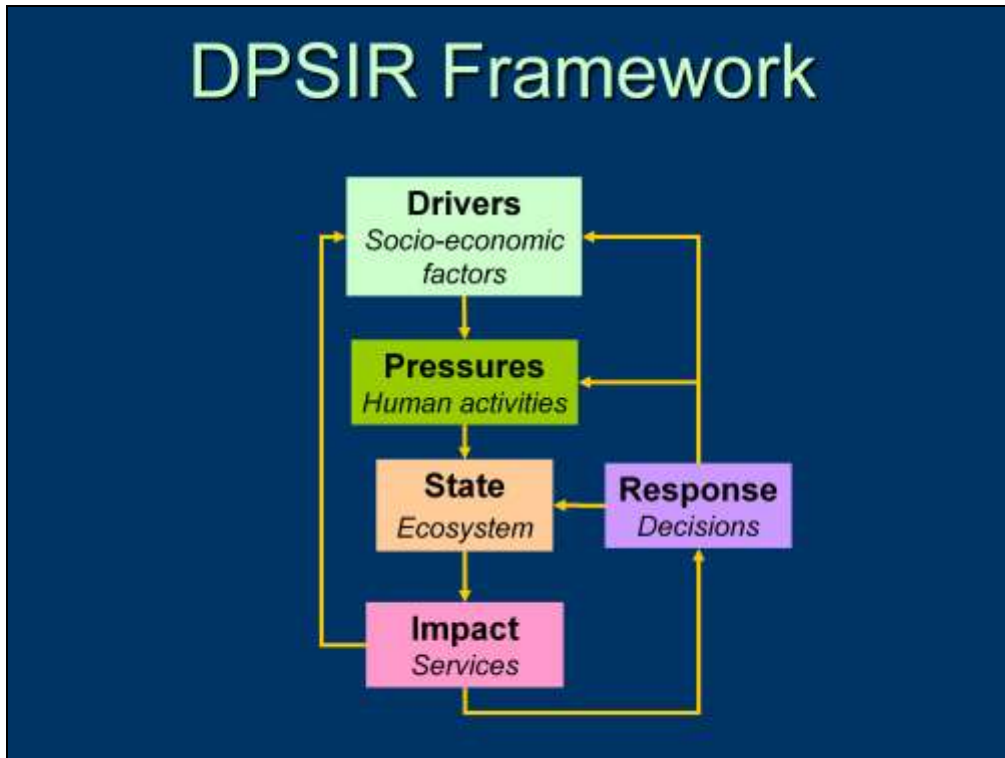 DPSIR Framework
Drivers
Socio-economic
factors
Pressures
Human activities
State
Ecosystem
Response
Decisions
Impact
Services